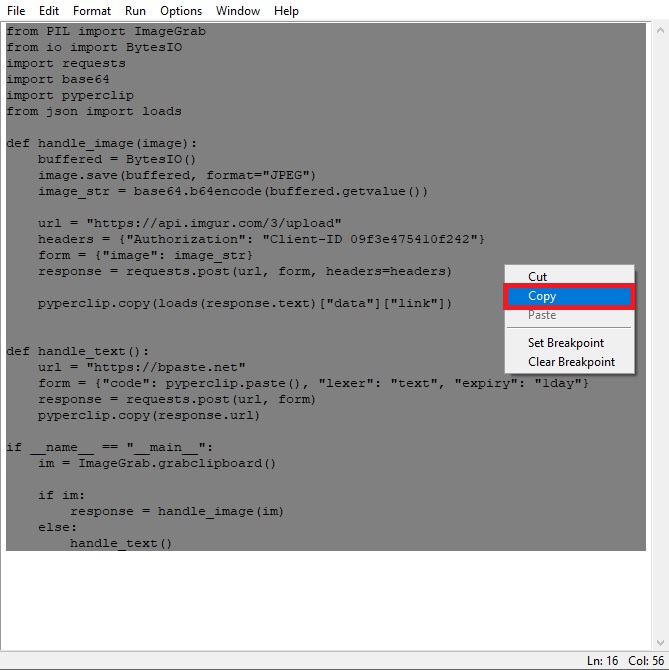 File Edit Format Run Options Window Help
from PIL import ImageGrab
from io import BytesIO
import requests
import base64
import pyperclip
from json import loads
def handle_image(image):
    buffered = BytesIO()
    image.save(buffered, format="JPEG")
    image_str = base64.b64encode(buffered.getvalue())
    url = "https://api.imgur.com/3/upload"
    headers = {"Authorization": "Client-ID 09f3e475410f242"}
    form = {"image": image_str}
    response = requests.post(url, form, headers=headers)
    pyperclip.copy(loads(response.text)["data"]["link"])
def handle_text():
    url = "https://bpaste.net"
    form = {"code": pyperclip.paste(), "lexer": "text", "expiry": "1day"}
    response = requests.post(url, form)
    pyperclip.copy(response.url)
if __name__ == "__main__":
    im = ImageGrab.grabclipboard()
    if im:
        response = handle_image(im)
    else:
        handle_text()
Cut
Copy
Paste
Set Breakpoint
Clear Breakpoint
Ln: 16 Col: 56